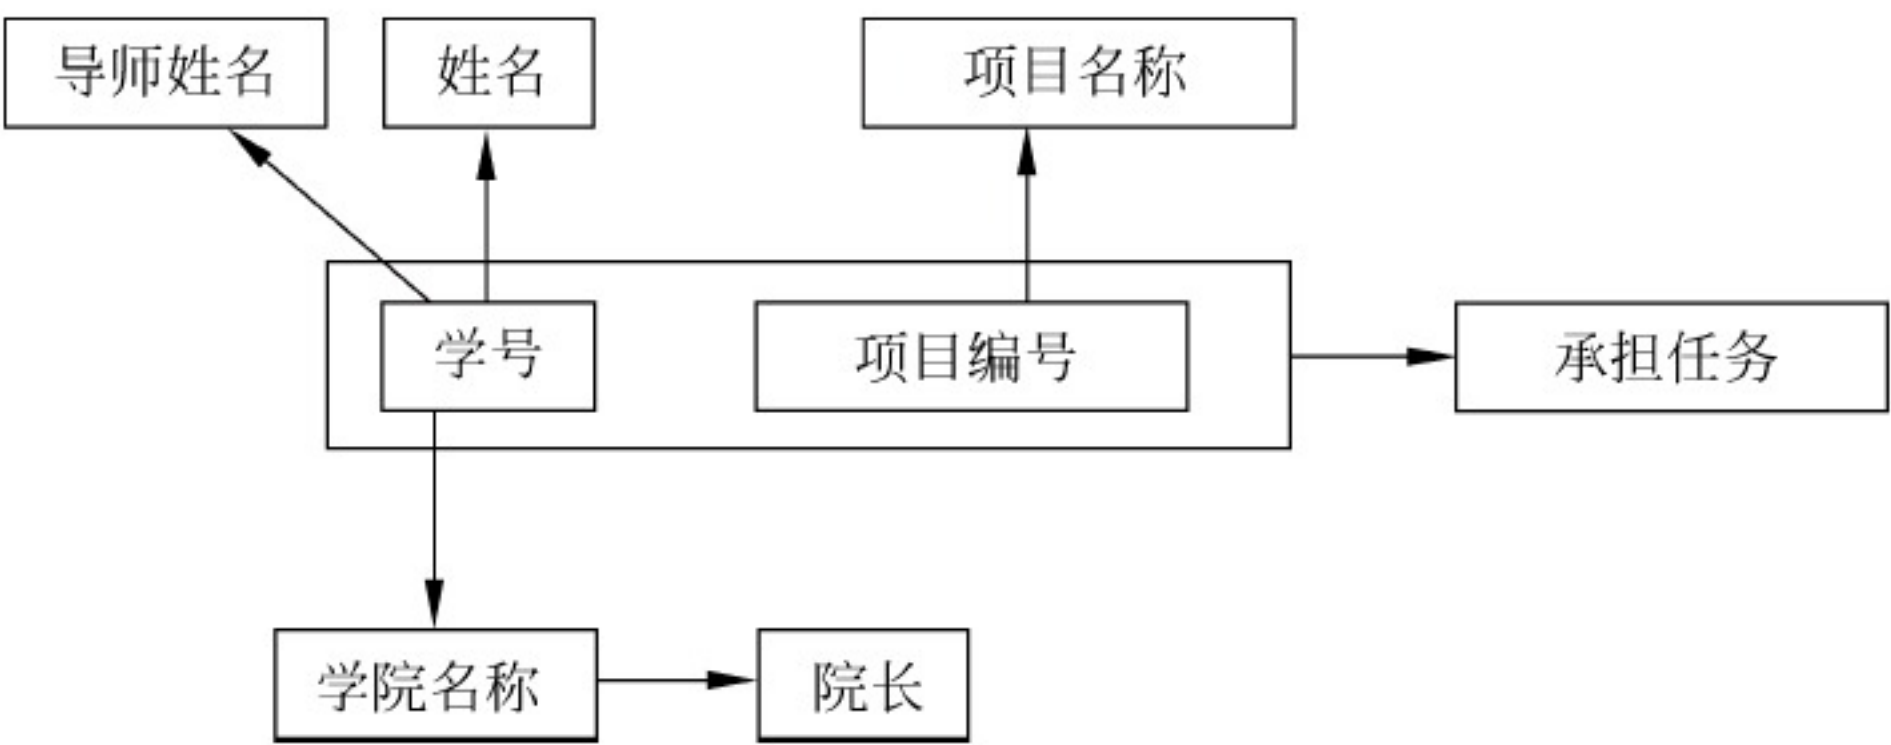 导师姓名
姓名
项目名称
学号
项目编号
承担任务
学院名称
院长